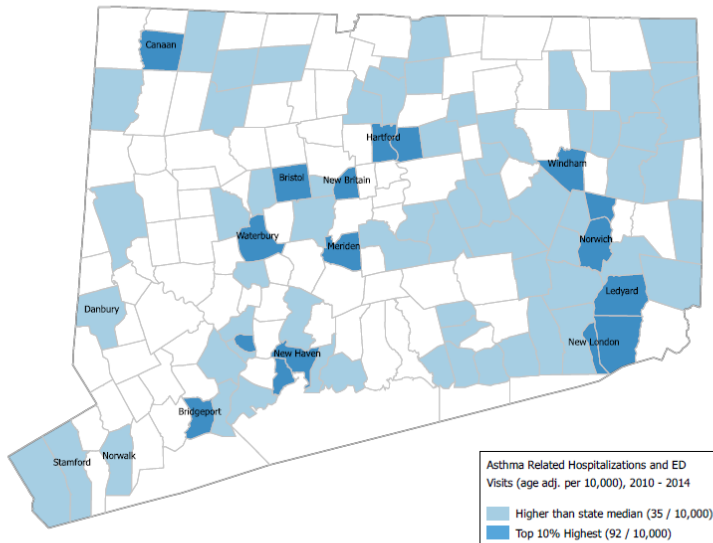 Canaan
Hartford
Windham
Bristol
New Britain
Waterbury
Meriden
Norwich
Danbury
Ledyard
New London
New Haven
Bridgeport
Stamford
Norwalk
Asthma Related Hospitalizations and ED
Visits (age adj. per 10,000), 2010 - 2014
Higher than state median (35 / 10,000)
Top 10% Highest (92 / 10,000)